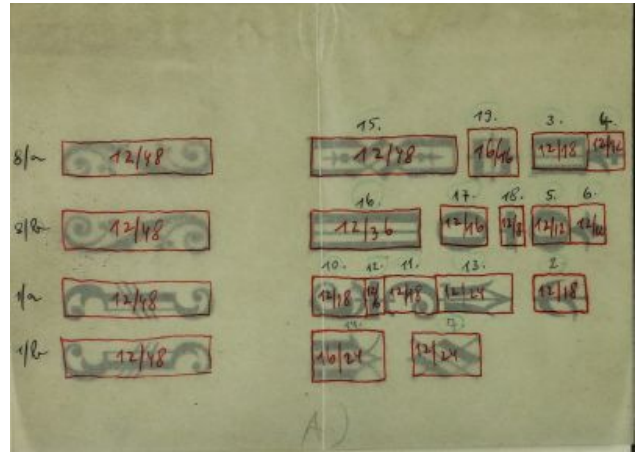 15. 19. 3. 4.
8/a 12/48 12/48 16/16 12/18
16. 17. 18. 5. 6.
8/b 12/48 12/36 12/16 12/8 12/12
10. 12. 11. 13. 2.
1/a 12/48 12/18 12/18 12/24 12/18
14. 7.
1/b 12/48 16/24 12/24
A)